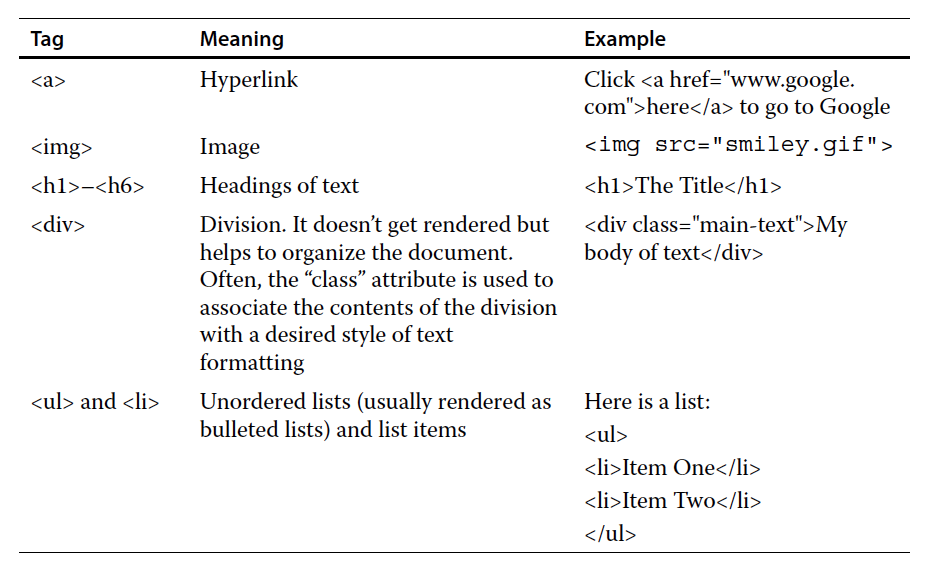 Tag Meaning Example
<a> Hyperlink Click <a href="www.google.
com">here</a> to go to Google
<img> Image <img src="smiley.gif">
<h1>–<h6> Headings of text <h1>The Title</h1>
<div> Division. It doesn’t get rendered but <div class="main-text">My
helps to organize the document. body of text</div>
Often, the “class” attribute is used to
associate the contents of the division
with a desired style of text
formatting
<ul> and <li> Unordered lists (usually rendered as Here is a list:
bulleted lists) and list items <ul>
<li>Item One</li>
<li>Item Two</li>
</ul>